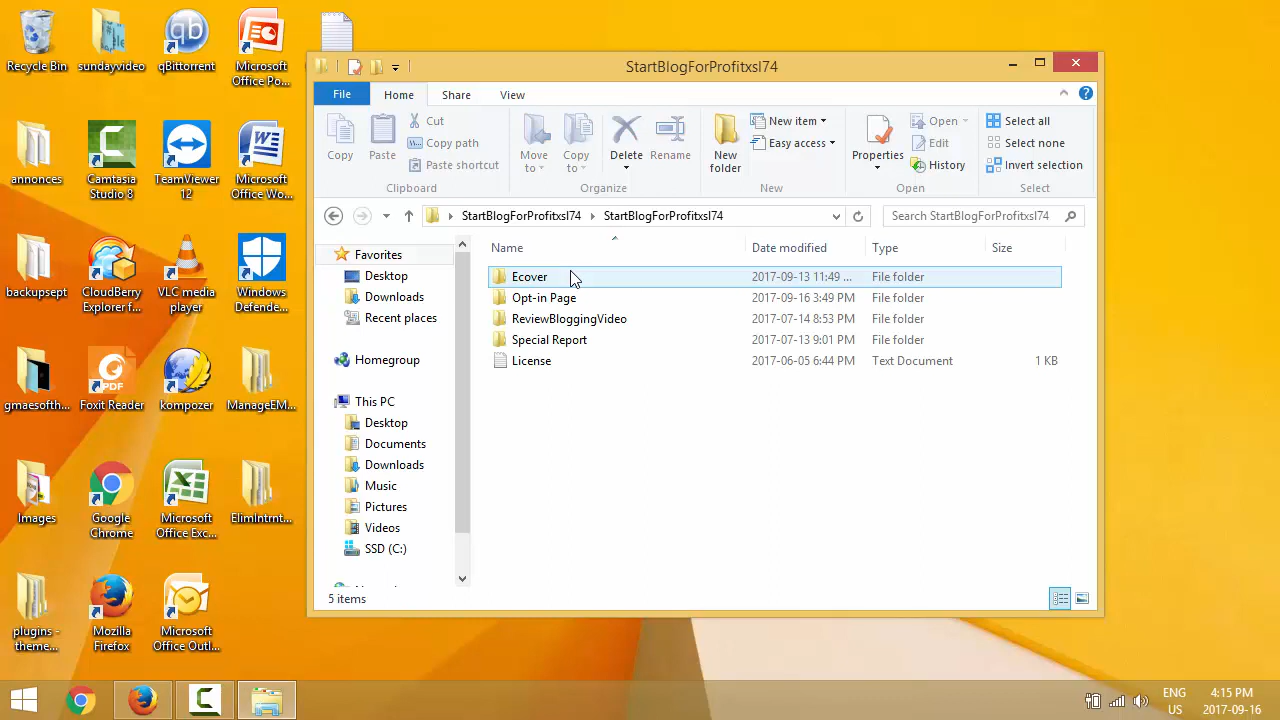 Recycle Bin
sundayvideo
qBittorrent
Microsoft
Office Po...
annonces
Camtasia
Studio 8
TeamViewer
12
Microsoft
Office Wo...
backupsept
CloudBerry
Explorer f...
VLC media
player
Windows
Defende...
gmaesofth...
PDF
Foxit Reader
kompozer
ManageEM...
Images
Google
Chrome
Microsoft
Office Exc...
ElimIntrnt...
plugins -
theme...
Mozilla
Firefox
Microsoft
Office Outl...
StartBlogForProfitxsl74
File
Home
Share
View
Copy
Paste
Cut
Copy path
Paste shortcut
Clipboard
Move
to
Copy
to
Delete
Rename
Organize
New
folder
New item
Easy access
New
Properties
Open
Edit
History
Open
Select all
Select none
Invert selection
Select
StartBlogForProfitxsl74
StartBlogForProfitxsl74
Search StartBlogForProfitxsl74
Favorites
Desktop
Downloads
Recent places
Homegroup
This PC
Desktop
Documents
Downloads
Music
Pictures
Videos
SSD (C:)
Name Date modified Type Size
Ecover 2017-09-13 11:49 ... File folder
Opt-in Page 2017-09-16 3:49 PM File folder
ReviewBloggingVideo 2017-07-14 8:53 PM File folder
Special Report 2017-07-13 9:01 PM File folder
License 2017-06-05 6:44 PM Text Document 1 KB
5 items
ENG
US
4:15 PM
2017-09-16